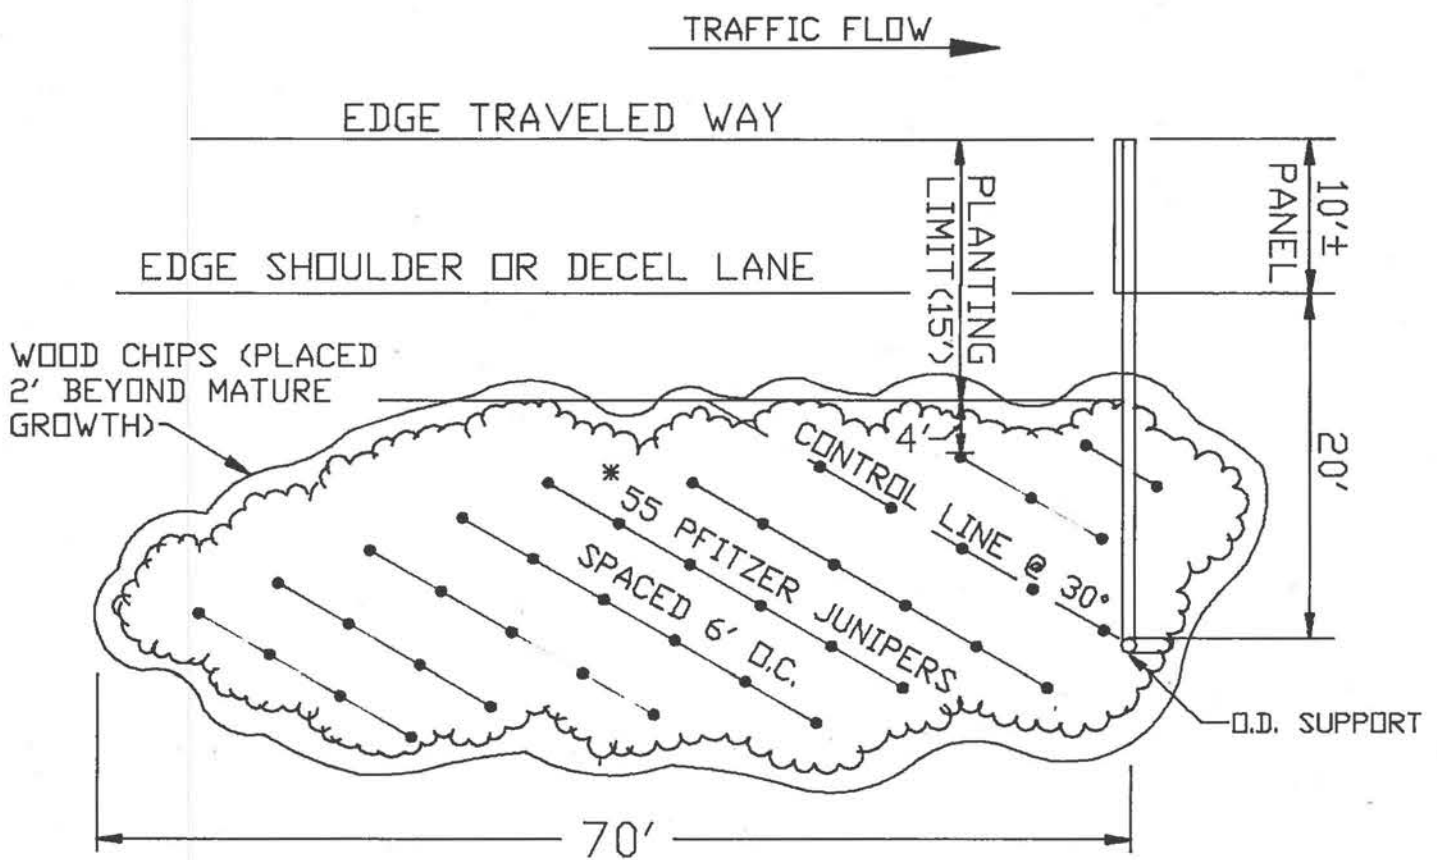 TRAFFIC FLOW
EDGE TRAVELED WAY
10'±
PANEL
PLANTING
LIMIT (15')
EDGE SHOULDER OR DECEL LANE
WOOD CHIPS (PLACED
2' BEYOND MATURE
GROWTH)
4'
20'
CONTROL LINE @ 30°
* 55 PFITZER JUNIPERS
SPACED 6' O.C.
O.D. SUPPORT
70'